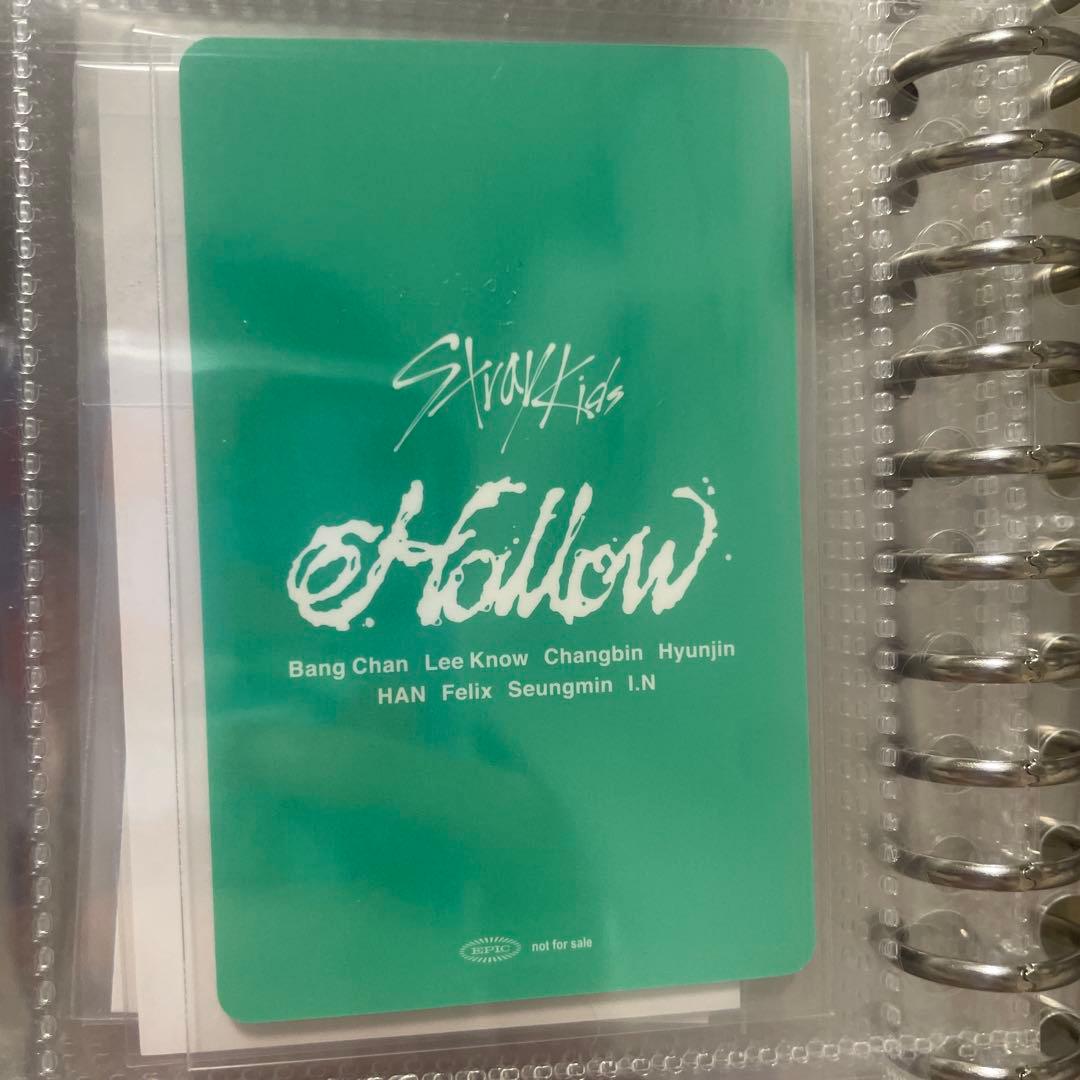 Stray Kids
Hollow
Bang Chan Lee Know Changbin Hyunjin
HAN Felix Seungmin I.N
EPIC not for sale